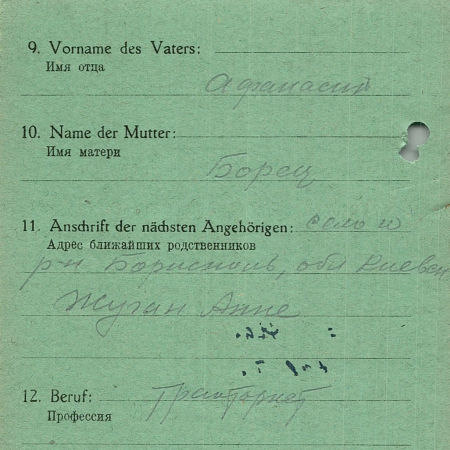 9. Vorname des Vaters:
Имя отца
Афанасий
10. Name der Mutter:
Имя матери
Борец
11. Anschrift der nächsten Angehörigen: село и
Адрес ближайших родственников
р-н Борисполь, обл Киевск
Жуган Анне
12. Beruf: тракторист
Профессия